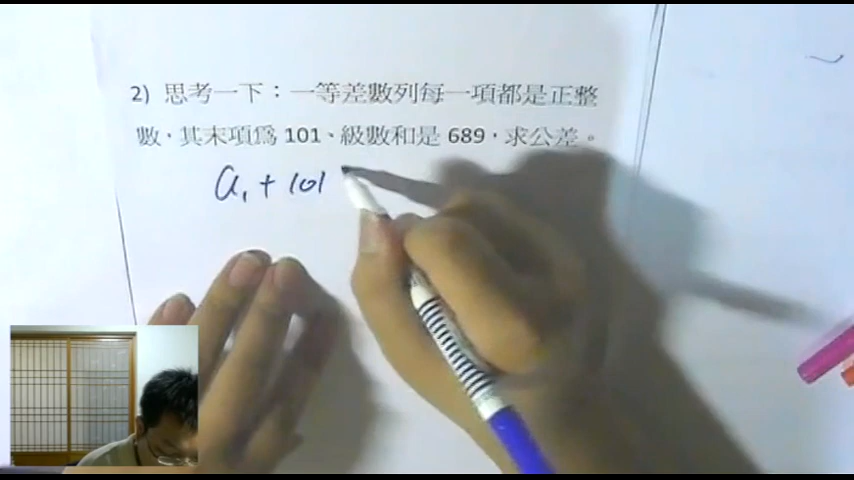 2) 思考一下：一等差數列每一項都是正整
數，其末項為 101、級數和是 689，求公差。
a₁ + 101